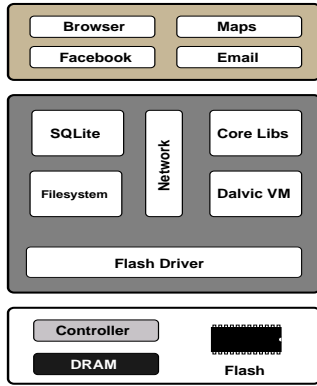 Browser
Maps
Facebook
Email
SQLite
Network
Core Libs
Filesystem
Dalvic VM
Flash Driver
Controller
DRAM
Flash